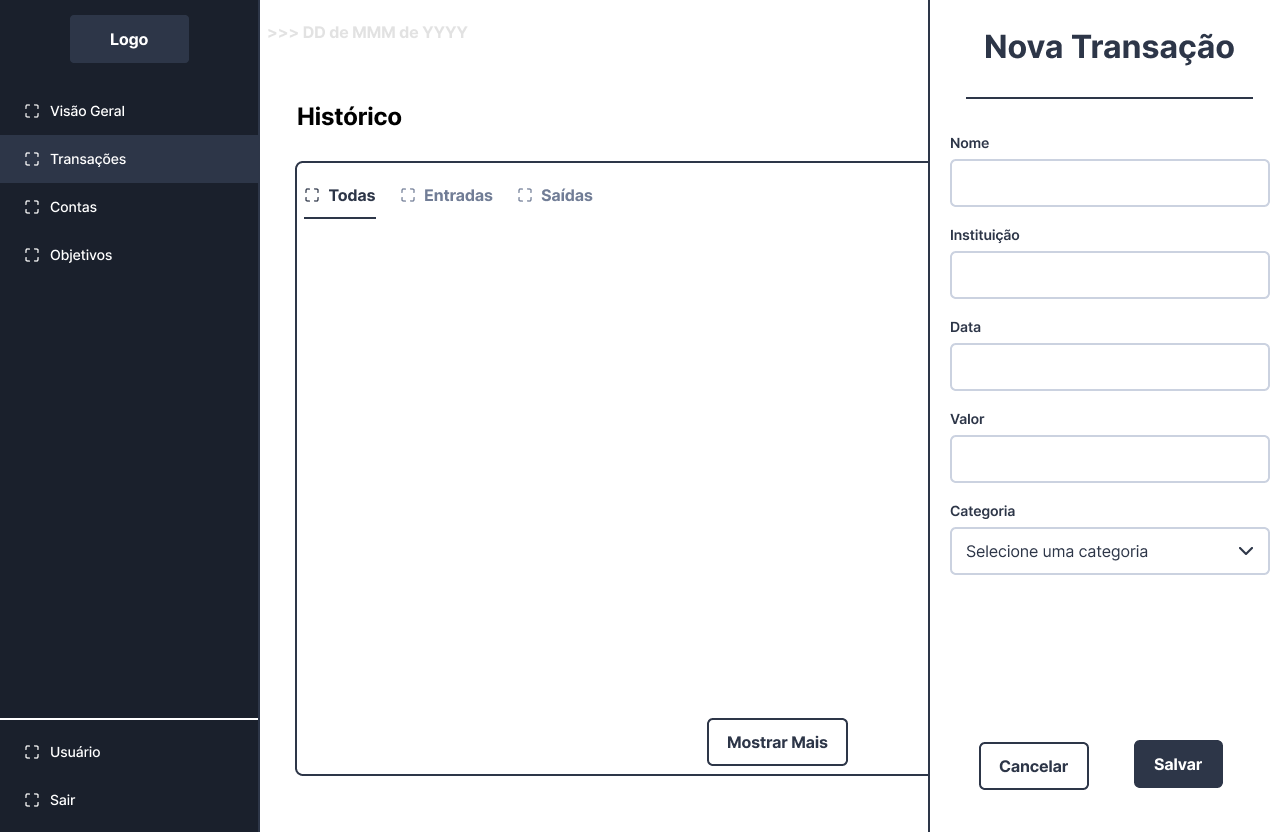 Logo
Visão Geral
Transações
Contas
Objetivos
Usuário
Sair
>>> DD de MMM de YYYY
Histórico
Todas Entradas Saídas
Mostrar Mais
Nova Transação
Nome
Instituição
Data
Valor
Categoria
Selecione uma categoria
Cancelar Salvar